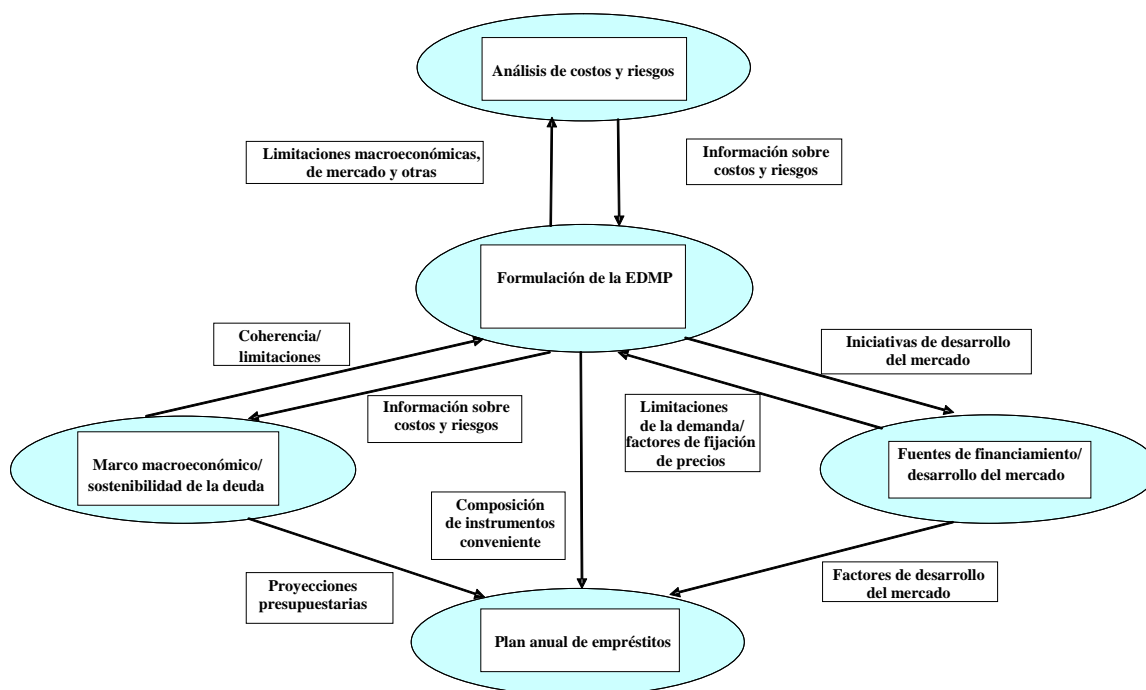 Análisis de costos y riesgos
Limitaciones macroeconómicas,
de mercado y otras
Información sobre
costos y riesgos
Formulación de la EDMP
Coherencia/
limitaciones
Iniciativas de desarrollo
del mercado
Información sobre
costos y riesgos
Limitaciones
de la demanda/
factores de fijación
de precios
Marco macroeconómico/
sostenibilidad de la deuda
Fuentes de financiamiento/
desarrollo del mercado
Composición
de instrumentos
conveniente
Proyecciones
presupuestarias
Factores de desarrollo
del mercado
Plan anual de empréstitos